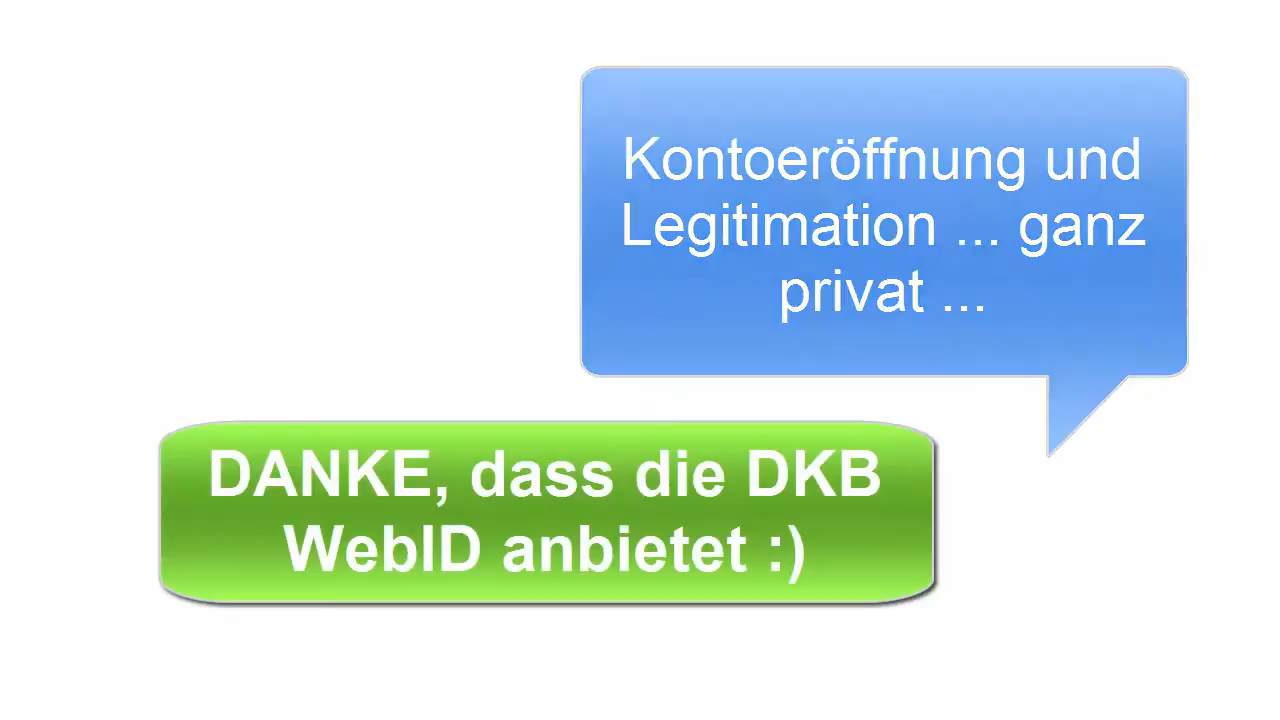 Kontoeröffnung und
Legitimation ... ganz
privat ...
DANKE, dass die DKB
WebID anbietet :)